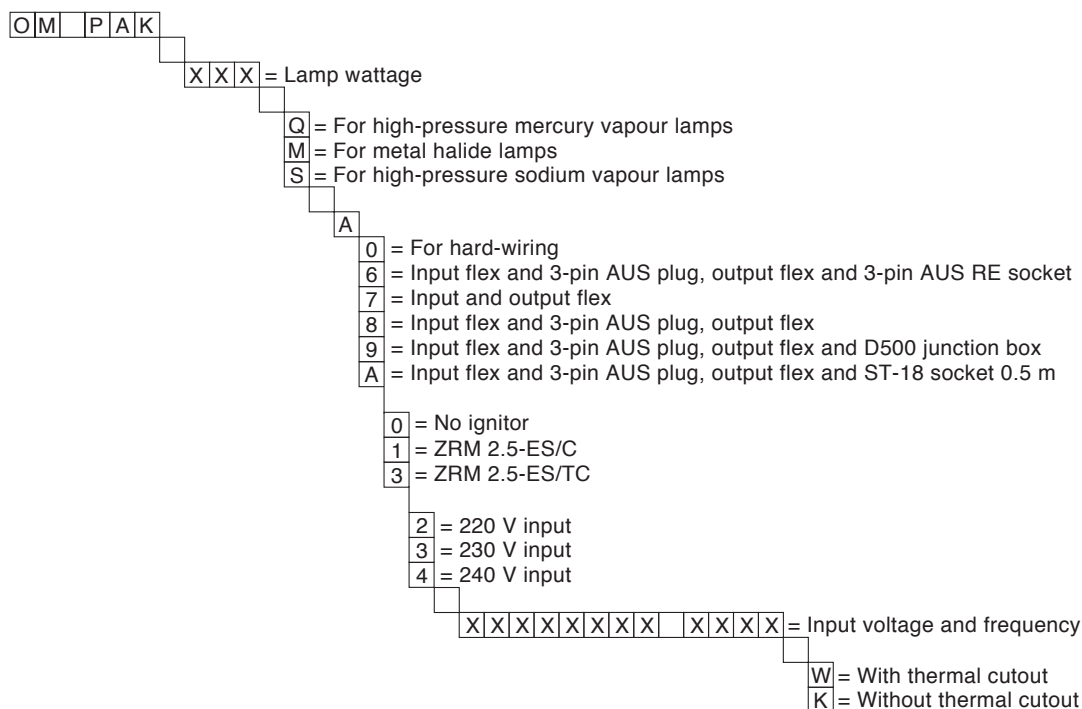 OM PAK
XXX = Lamp wattage
Q = For high-pressure mercury vapour lamps
M = For metal halide lamps
S = For high-pressure sodium vapour lamps
A
0 = For hard-wiring
6 = Input flex and 3-pin AUS plug, output flex and 3-pin AUS RE socket
7 = Input and output flex
8 = Input flex and 3-pin AUS plug, output flex
9 = Input flex and 3-pin AUS plug, output flex and D500 junction box
A = Input flex and 3-pin AUS plug, output flex and ST-18 socket 0.5 m
0 = No ignitor
1 = ZRM 2.5-ES/C
3 = ZRM 2.5-ES/TC
2 = 220 V input
3 = 230 V input
4 = 240 V input
XXXXXXXX XXXX = Input voltage and frequency
W = With thermal cutout
K = Without thermal cutout